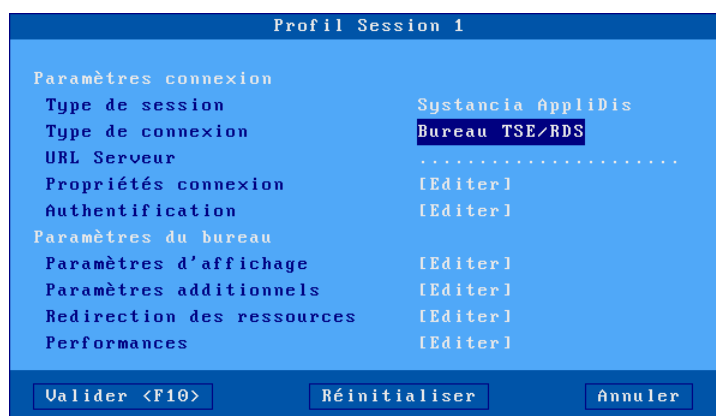 Profil Session 1
Paramètres connexion
Type de session Systancia AppliDis
Type de connexion Bureau TSE/RDS
URL Serveur ......................
Propriétés connexion [Editer]
Authentification [Editer]
Paramètres du bureau
Paramètres d'affichage [Editer]
Paramètres additionnels [Editer]
Redirection des ressources [Editer]
Performances [Editer]
Valider <F10> Réinitialiser Annuler